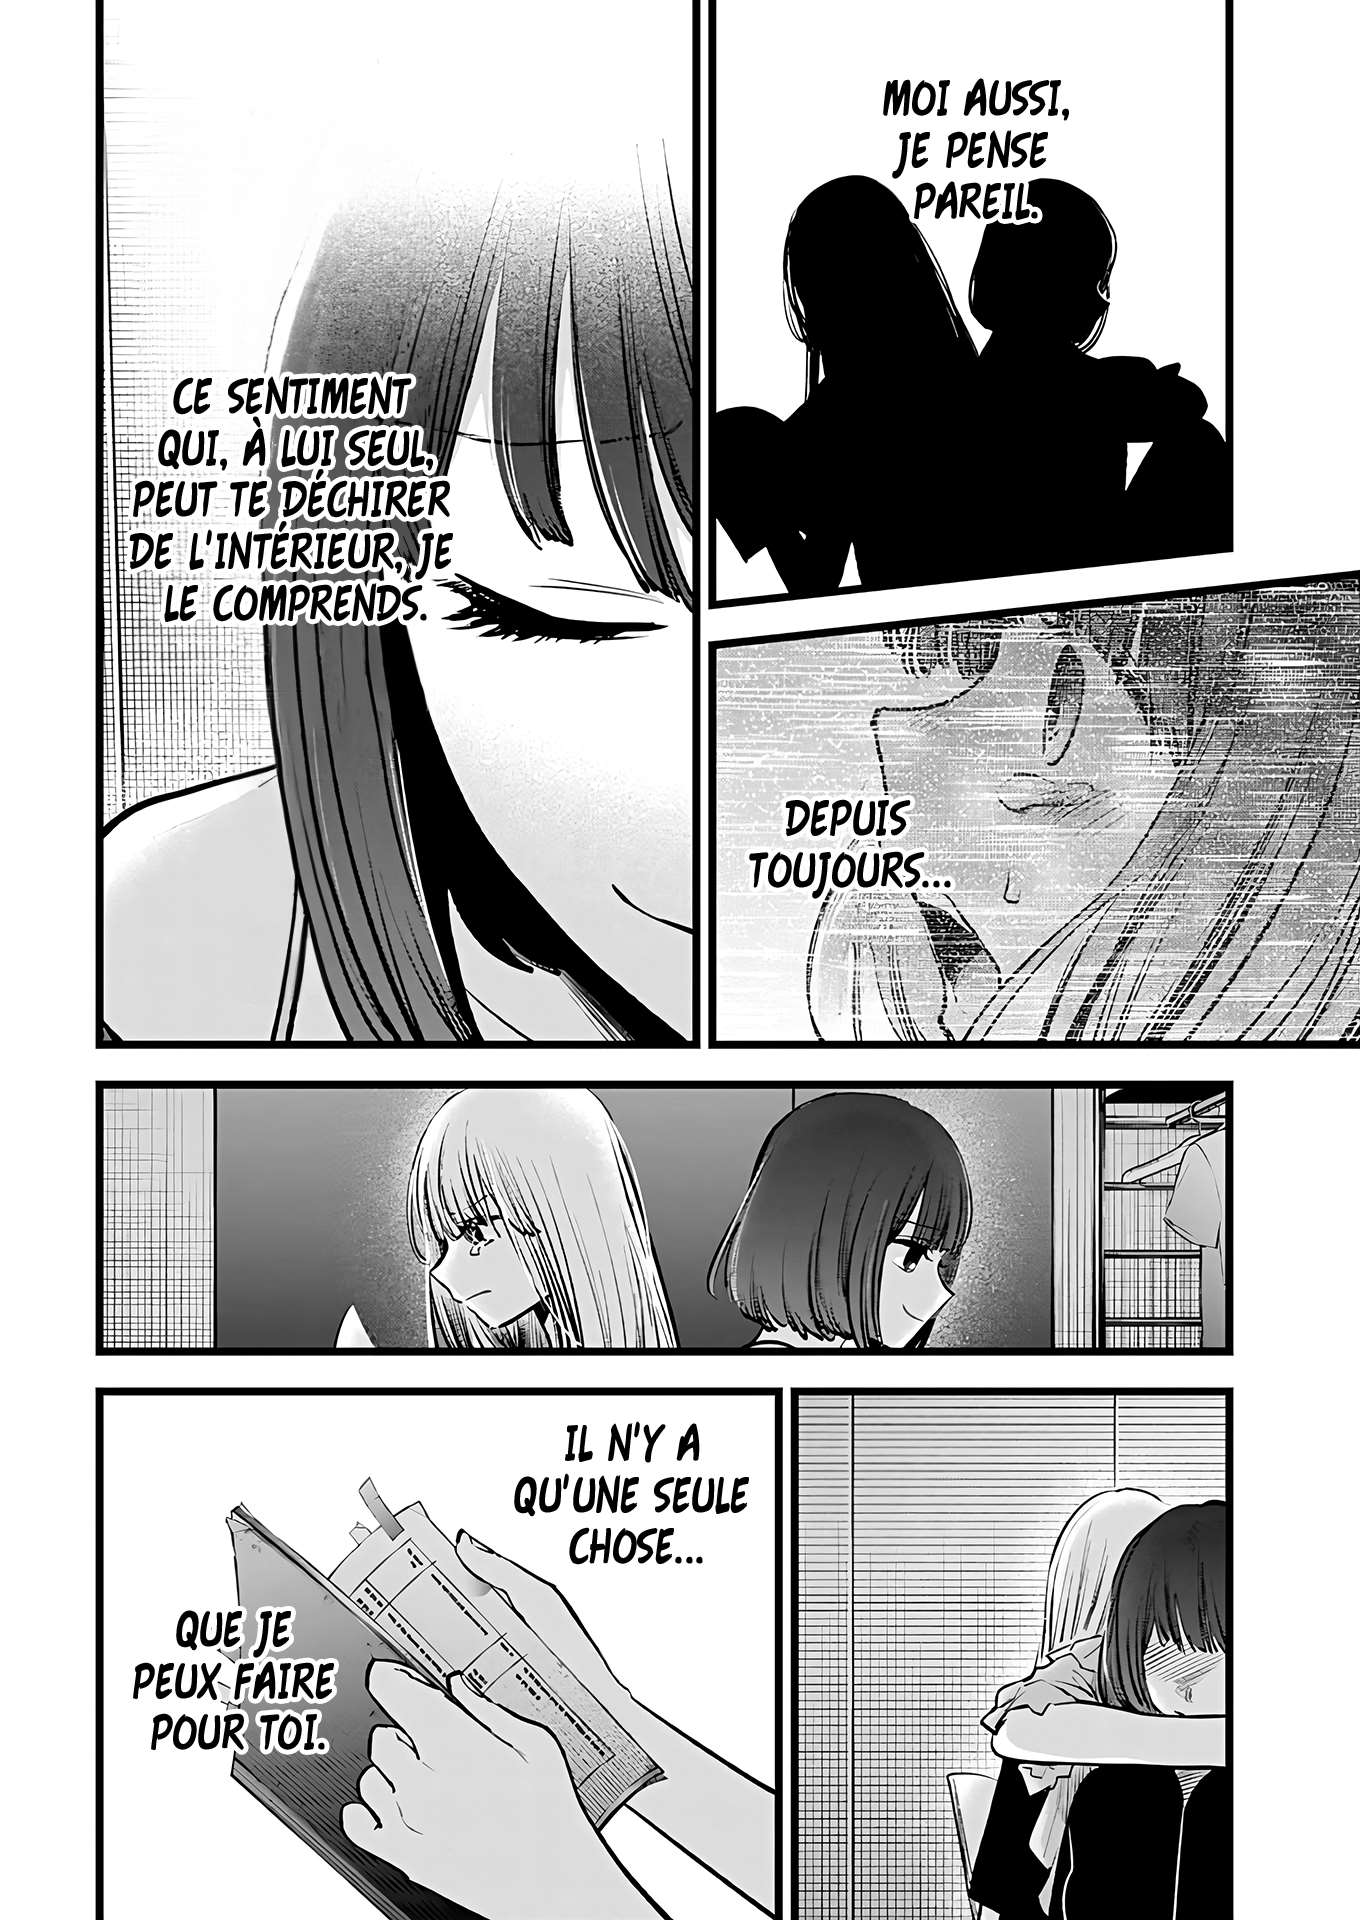 MOI AUSSI,
JE PENSE
PAREIL.
DEPUIS
TOUJOURS...
CE SENTIMENT
QUI, À LUI SEUL,
PEUT TE DÉCHIRER
DE L'INTÉRIEUR, JE
LE COMPRENDS.
IL N'Y A
QU'UNE SEULE
CHOSE...
QUE JE
PEUX FAIRE
POUR TOI.